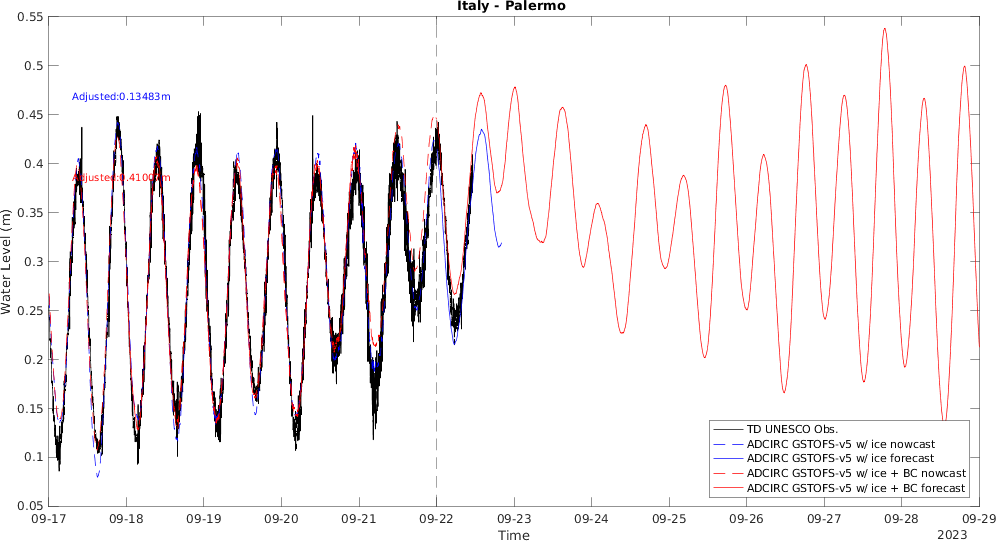 Italy - Palermo
0.55
0.5
0.45
0.4
0.35
0.3
0.25
0.2
0.15
0.1
0.05
Water Level (m)
Adjusted:0.13483m
TD UNESCO Obs.
ADCIRC GSTOFS-v5 w/ ice nowcast
ADCIRC GSTOFS-v5 w/ ice forecast
ADCIRC GSTOFS-v5 w/ ice + BC nowcast
ADCIRC GSTOFS-v5 w/ ice + BC forecast
09-17 09-18 09-19 09-20 09-21 09-22 09-23 09-24 09-25 09-26 09-27 09-28 09-29
Time
2023